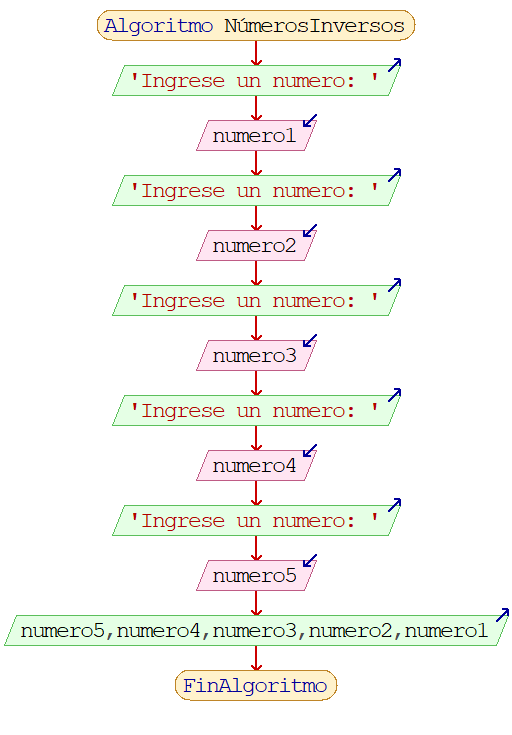 Algoritmo NúmerosInversos
'Ingrese un numero: '
numero1
'Ingrese un numero: '
numero2
'Ingrese un numero: '
numero3
'Ingrese un numero: '
numero4
'Ingrese un numero: '
numero5
numero5,numero4,numero3,numero2,numero1
FinAlgoritmo